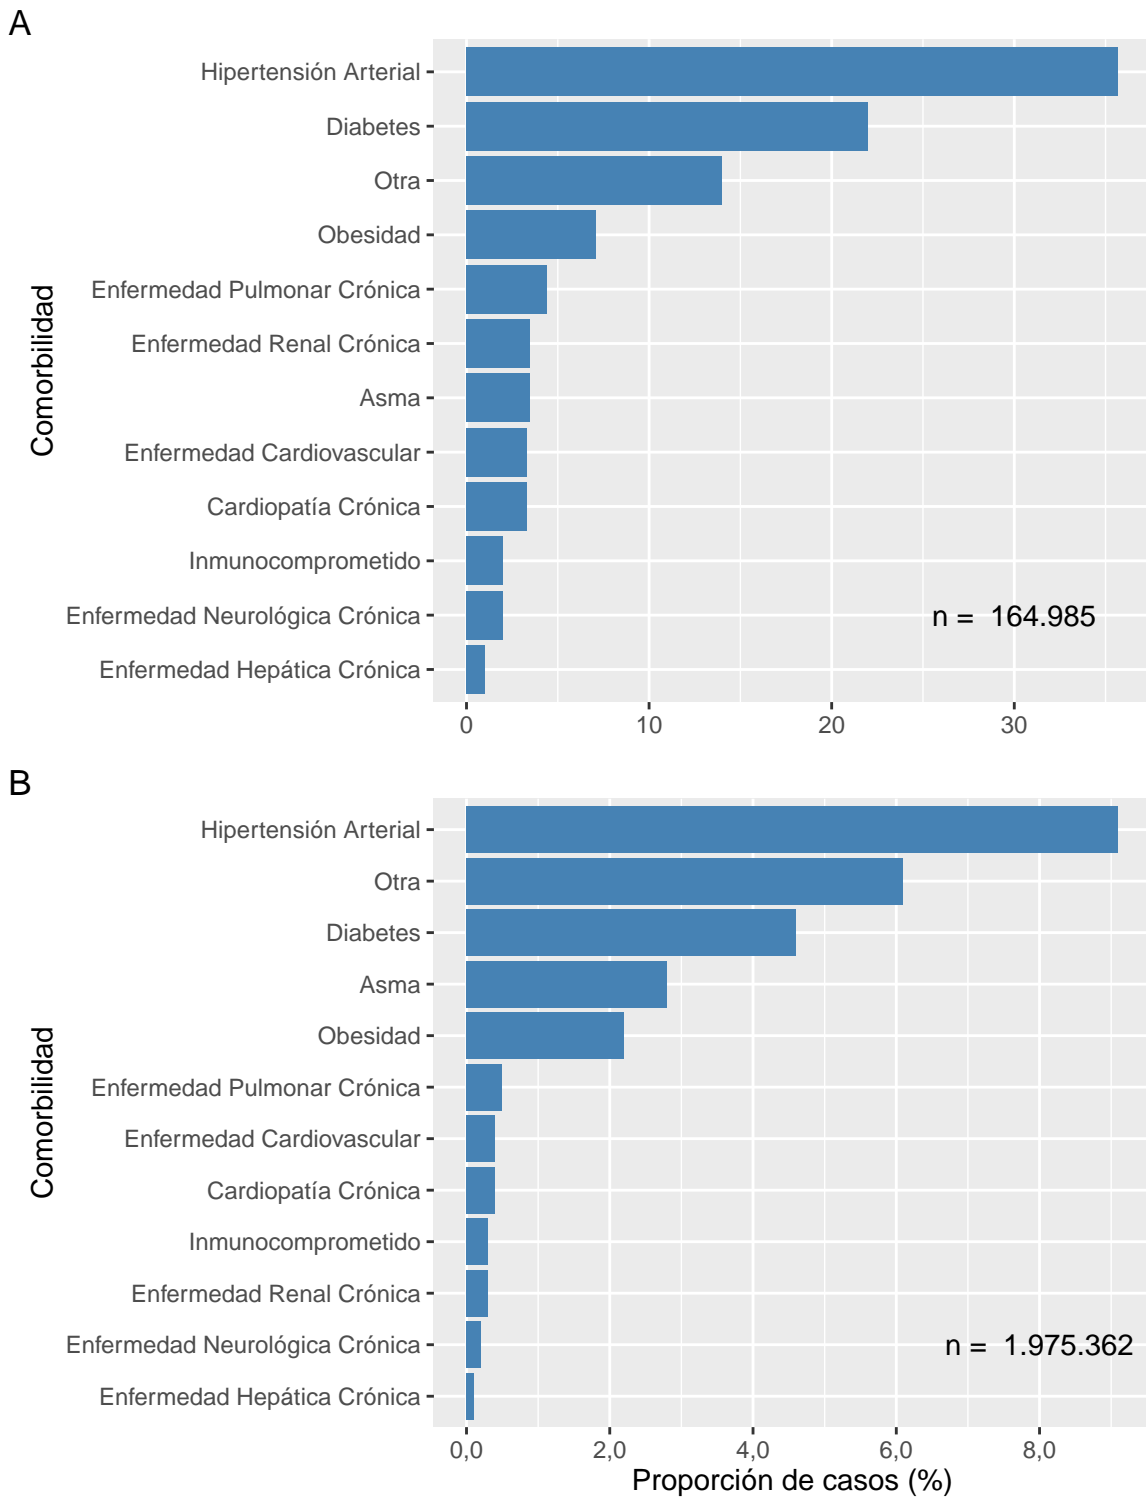 A
Hipertensión Arterial
Diabetes
Otra
Obesidad
Enfermedad Pulmonar Crónica
Enfermedad Renal Crónica
Asma
Enfermedad Cardiovascular
Cardiopatía Crónica
Inmunocomprometido
Enfermedad Neurológica Crónica
Enfermedad Hepática Crónica
Comorbilidad
n = 164.985
0 10 20 30
B
Hipertensión Arterial
Otra
Diabetes
Asma
Obesidad
Enfermedad Pulmonar Crónica
Enfermedad Cardiovascular
Cardiopatía Crónica
Inmunocomprometido
Enfermedad Renal Crónica
Enfermedad Neurológica Crónica
Enfermedad Hepática Crónica
Comorbilidad
n = 1.975.362
0,0 2,0 4,0 6,0 8,0
Proporción de casos (%)